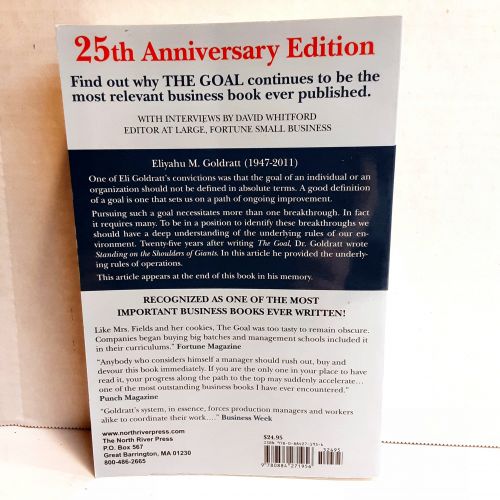 25th Anniversary Edition
Find out why THE GOAL continues to be the
most relevant business book ever published.
WITH INTERVIEWS BY DAVID WHITFORD
EDITOR AT LARGE, FORTUNE SMALL BUSINESS
Eliyahu M. Goldratt (1947-2011)
One of Eli Goldratt's convictions was that the goal of an individual or an
organization should not be defined in absolute terms. A good definition
of a goal is one that sets us on a path of ongoing improvement.
Pursuing such a goal necessitates more than one breakthrough. In fact
it requires many. To be in a position to identify these breakthroughs we
should have a deep understanding of the underlying rules of our en-
vironment. Twenty-five years after writing The Goal, Dr. Goldratt wrote
Standing on the Shoulders of Giants. In this article he provided the underly-
ing rules of operations.
This article appears at the end of this book in his memory.
RECOGNIZED AS ONE OF THE MOST
IMPORTANT BUSINESS BOOKS EVER WRITTEN!
Like Mrs. Fields and her cookies, The Goal was too tasty to remain obscure.
Companies began buying big batches and management schools included it
in their curriculums." Fortune Magazine
"Anybody who considers himself a manager should rush out, buy and
devour this book immediately. If you are the only one in your place to have
read it, your progress along the path to the top may suddenly accelerate...
one of the most outstanding business books I have ever encountered."
Punch Magazine
"Goldratt's system, in essence, forces production managers and workers
alike to coordinate their work...." Business Week
www.northriverpress.com
The North River Press
P.O. Box 567
Great Barrington, MA 01230
800-486-2665
$24.95
ISBN 978-0-88427-195-6
52495
9 780884 271956